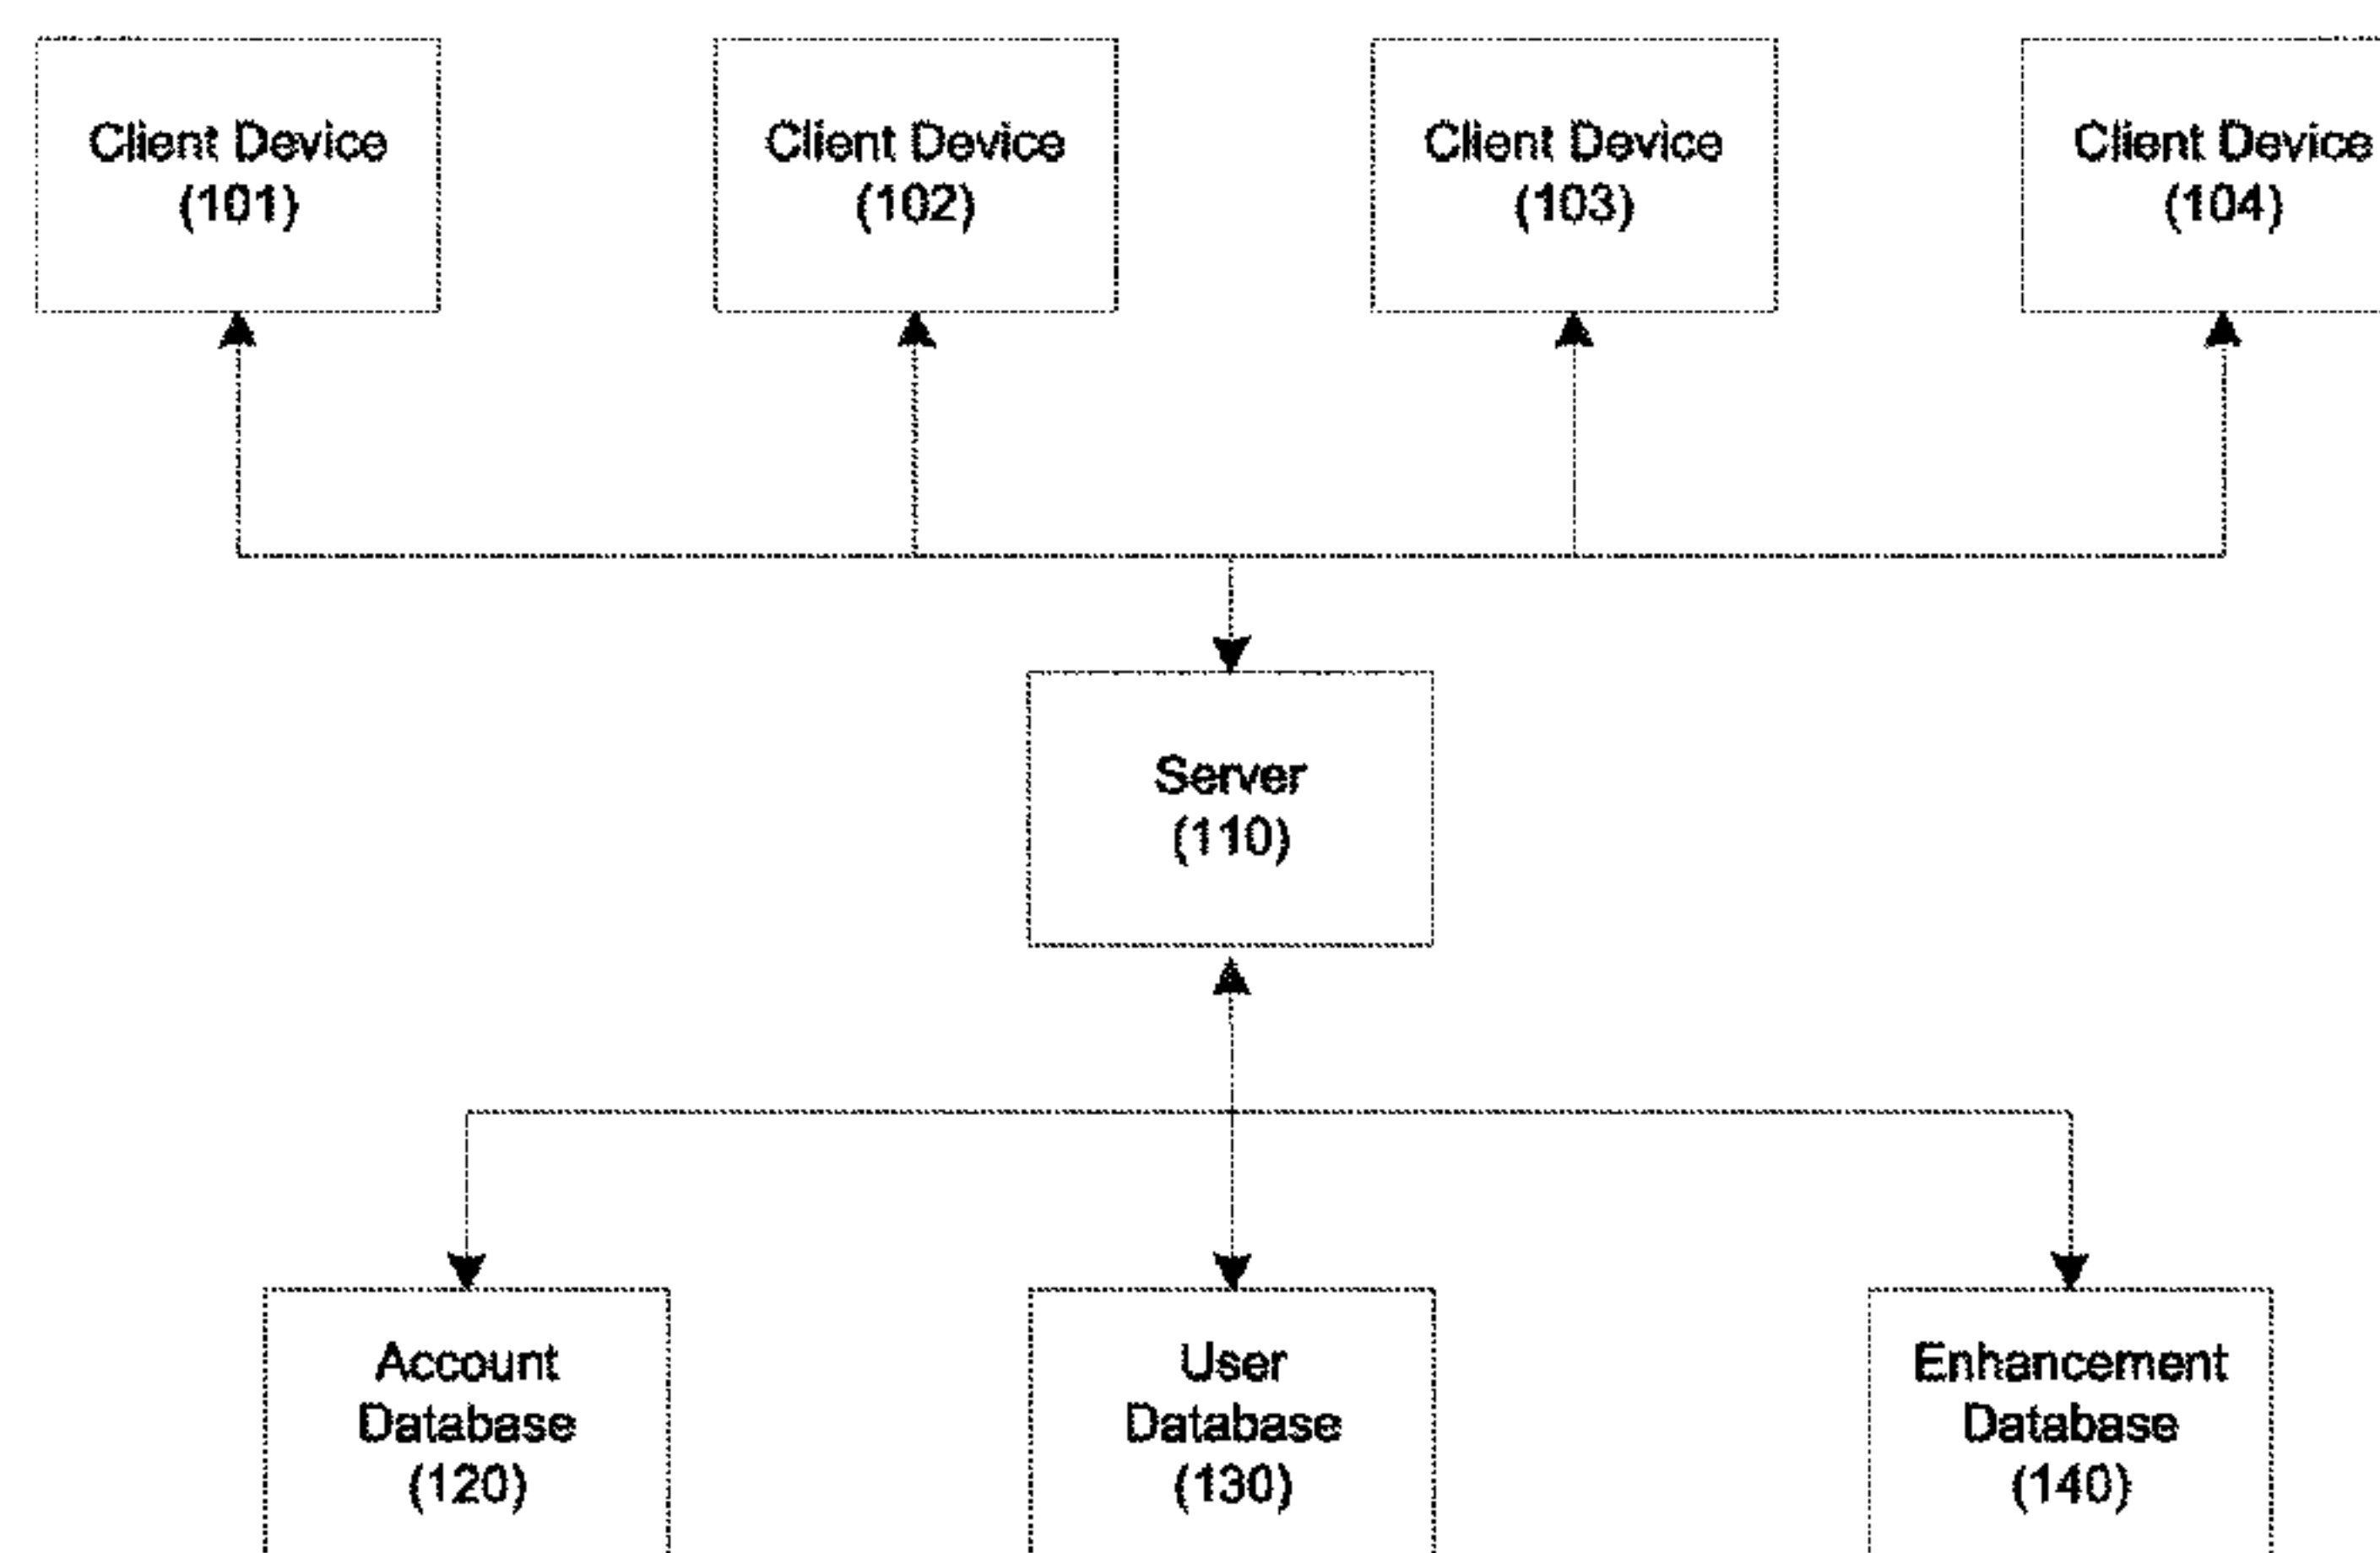 Client Device
(101)
Client Device
(102)
Client Device
(103)
Client Device
(104)
Server
(110)
Account
Database
(120)
User
Database
(130)
Enhancement
Database
(140)